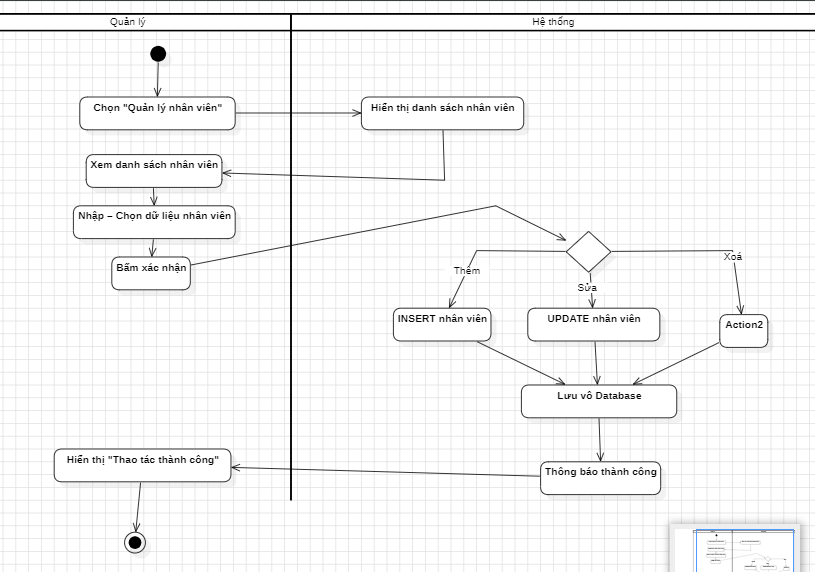 Quản lý
Hệ thống
Chọn "Quản lý nhân viên"
Hiển thị danh sách nhân viên
Xem danh sách nhân viên
Nhập – Chọn dữ liệu nhân viên
Bấm xác nhận
Thêm
Sửa
Xoá
INSERT nhân viên
UPDATE nhân viên
Action2
Lưu vô Database
Hiển thị "Thao tác thành công"
Thông báo thành công